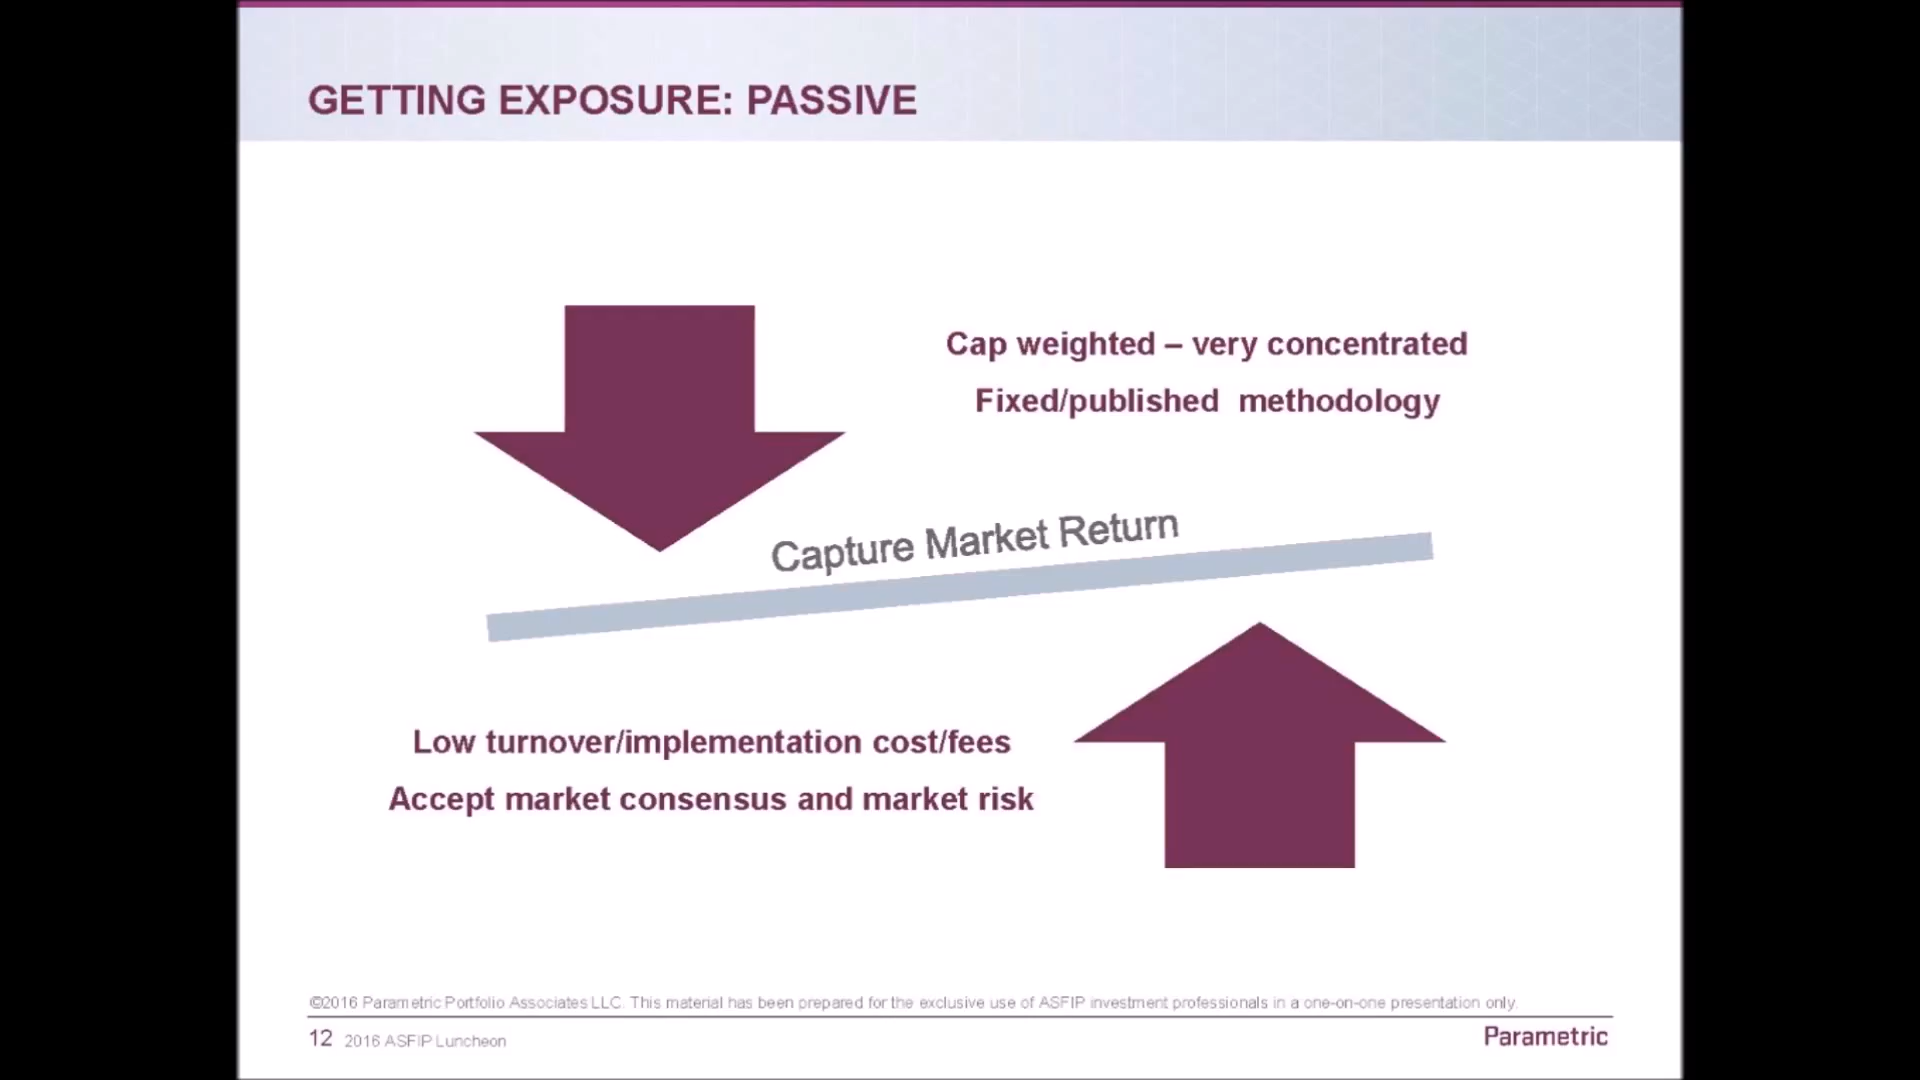 GETTING EXPOSURE: PASSIVE
Cap weighted – very concentrated
Fixed/published methodology
Capture Market Return
Low turnover/implementation cost/fees
Accept market consensus and market risk
©2016 Parametric Portfolio Associates LLC. This material has been prepared for the exclusive use of ASFIP investment professionals in a one-on-one presentation only.
12 2016 ASFIP Luncheon
Parametric